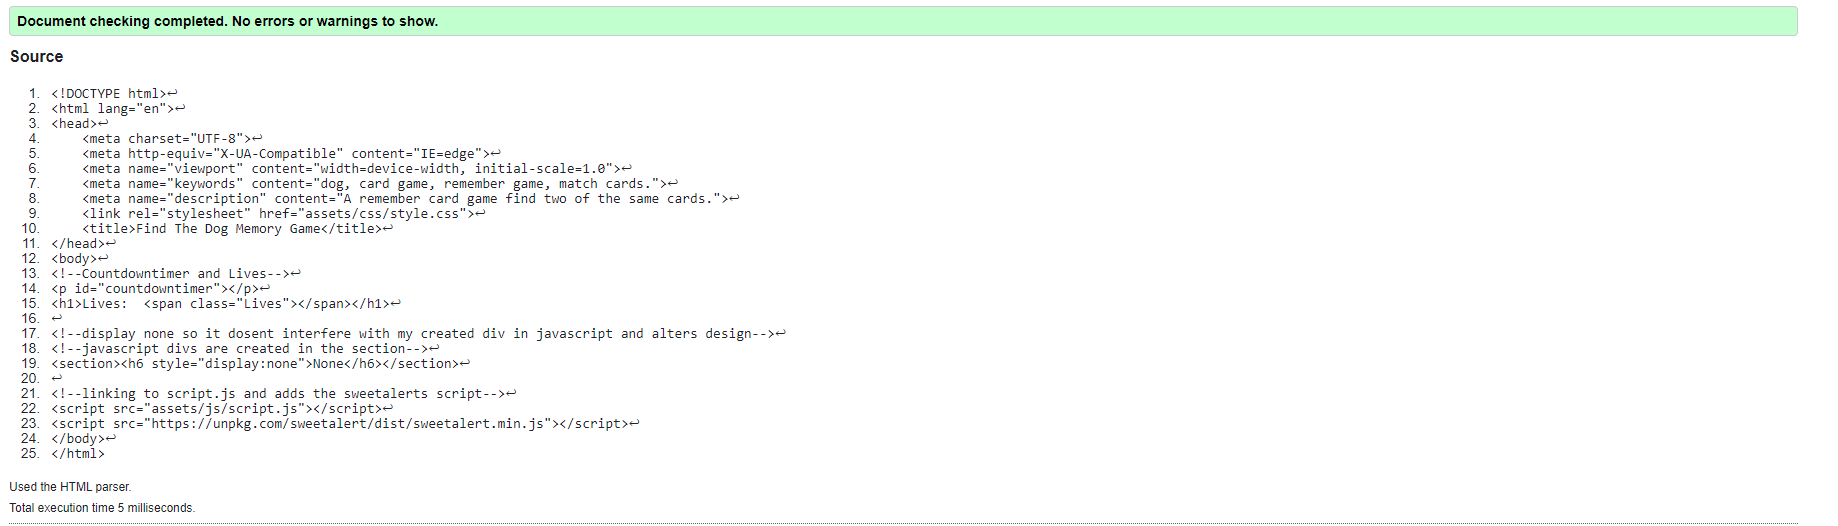 Document checking completed. No errors or warnings to show.
Source
1. <!DOCTYPE html>↩
2. <html lang="en">↩
3. <head>↩
4.     <meta charset="UTF-8">↩
5.     <meta http-equiv="X-UA-Compatible" content="IE=edge">↩
6.     <meta name="viewport" content="width=device-width, initial-scale=1.0">↩
7.     <meta name="keywords" content="dog, card game, remember game, match cards.">↩
8.     <meta name="description" content="A remember card game find two of the same cards.">↩
9.     <link rel="stylesheet" href="assets/css/style.css">↩
10.     <title>Find The Dog Memory Game</title>↩
11. </head>↩
12. <body>↩
13. <!--Countdowntimer and Lives-->↩
14. <p id="countdowntimer"></p>↩
15. <h1>Lives:  <span class="Lives"></span></h1>↩
16. ↩
17. <!--display none so it dosent interfere with my created div in javascript and alters design-->↩
18. <!--javascript divs are created in the section-->↩
19. <section><h6 style="display:none">None</h6></section>↩
20. ↩
21. <!--linking to script.js and adds the sweetalerts script-->↩
22. <script src="assets/js/script.js"></script>↩
23. <script src="https://unpkg.com/sweetalert/dist/sweetalert.min.js"></script>↩
24. </body>↩
25. </html>
Used the HTML parser.
Total execution time 5 milliseconds.